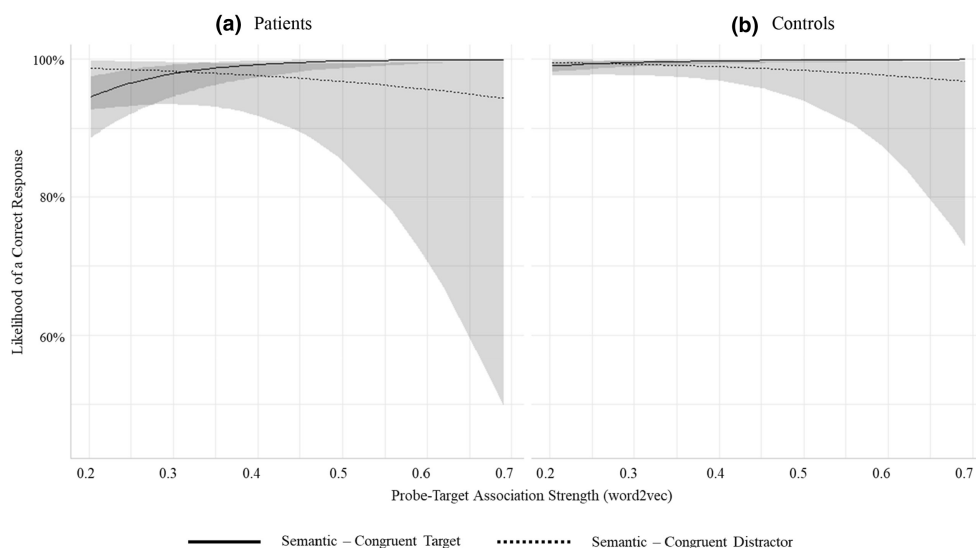 (a) Patients
(b) Controls
100%
80%
60%
Likelihood of a Correct Response
0.2 0.3 0.4 0.5 0.6 0.7
0.2 0.3 0.4 0.5 0.6 0.7
Probe-Target Association Strength (word2vec)
Semantic – Congruent Target
Semantic – Congruent Distractor